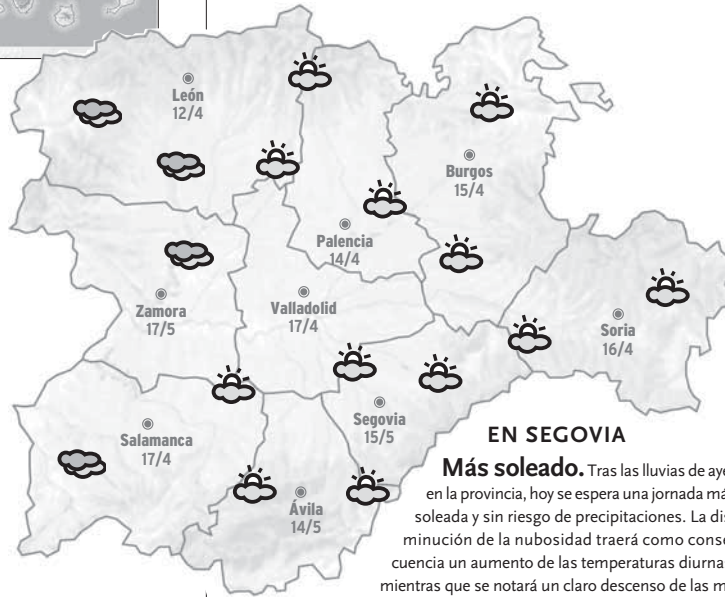 León
12/4
Burgos
15/4
Palencia
14/4
Zamora
17/5
Valladolid
17/4
Soria
16/4
Segovia
15/5
Salamanca
17/4
Ávila
14/5
EN SEGOVIA
Más soleado. Tras las lluvias de aye
en la provincia, hoy se espera una jornada má
soleada y sin riesgo de precipitaciones. La dis
minución de la nubosidad traerá como conse
cuencia un aumento de las temperaturas diurna
mientras que se notará un claro descenso de las m